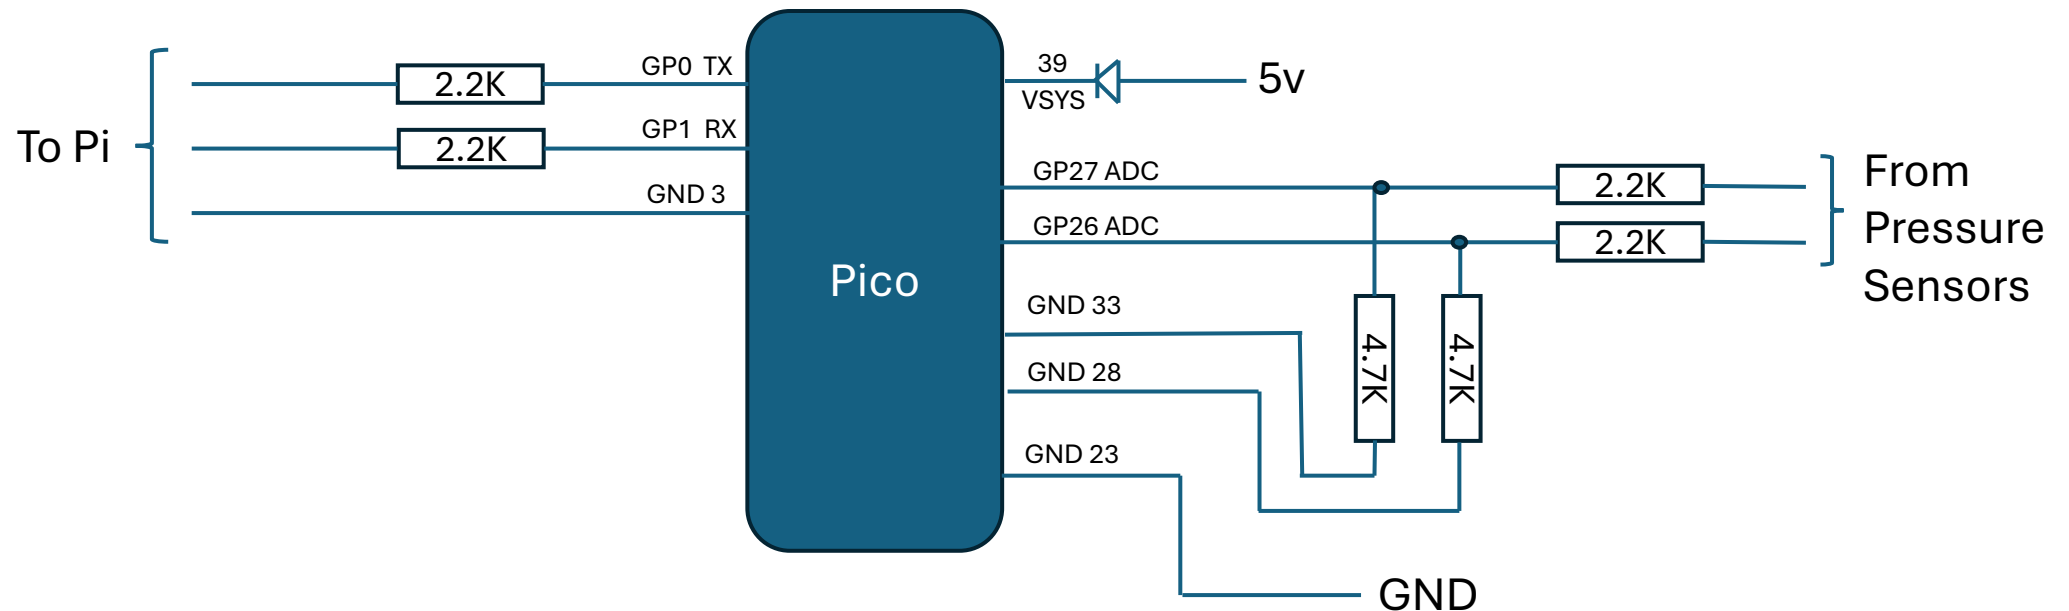 To Pi
2.2K
GP0 TX
2.2K
GP1 RX
GND 3
Pico
39
VSYS
5v
GP27 ADC
2.2K
GP26 ADC
2.2K
From
Pressure
Sensors
GND 33
4.7K
4.7K
GND 28
GND 23
GND